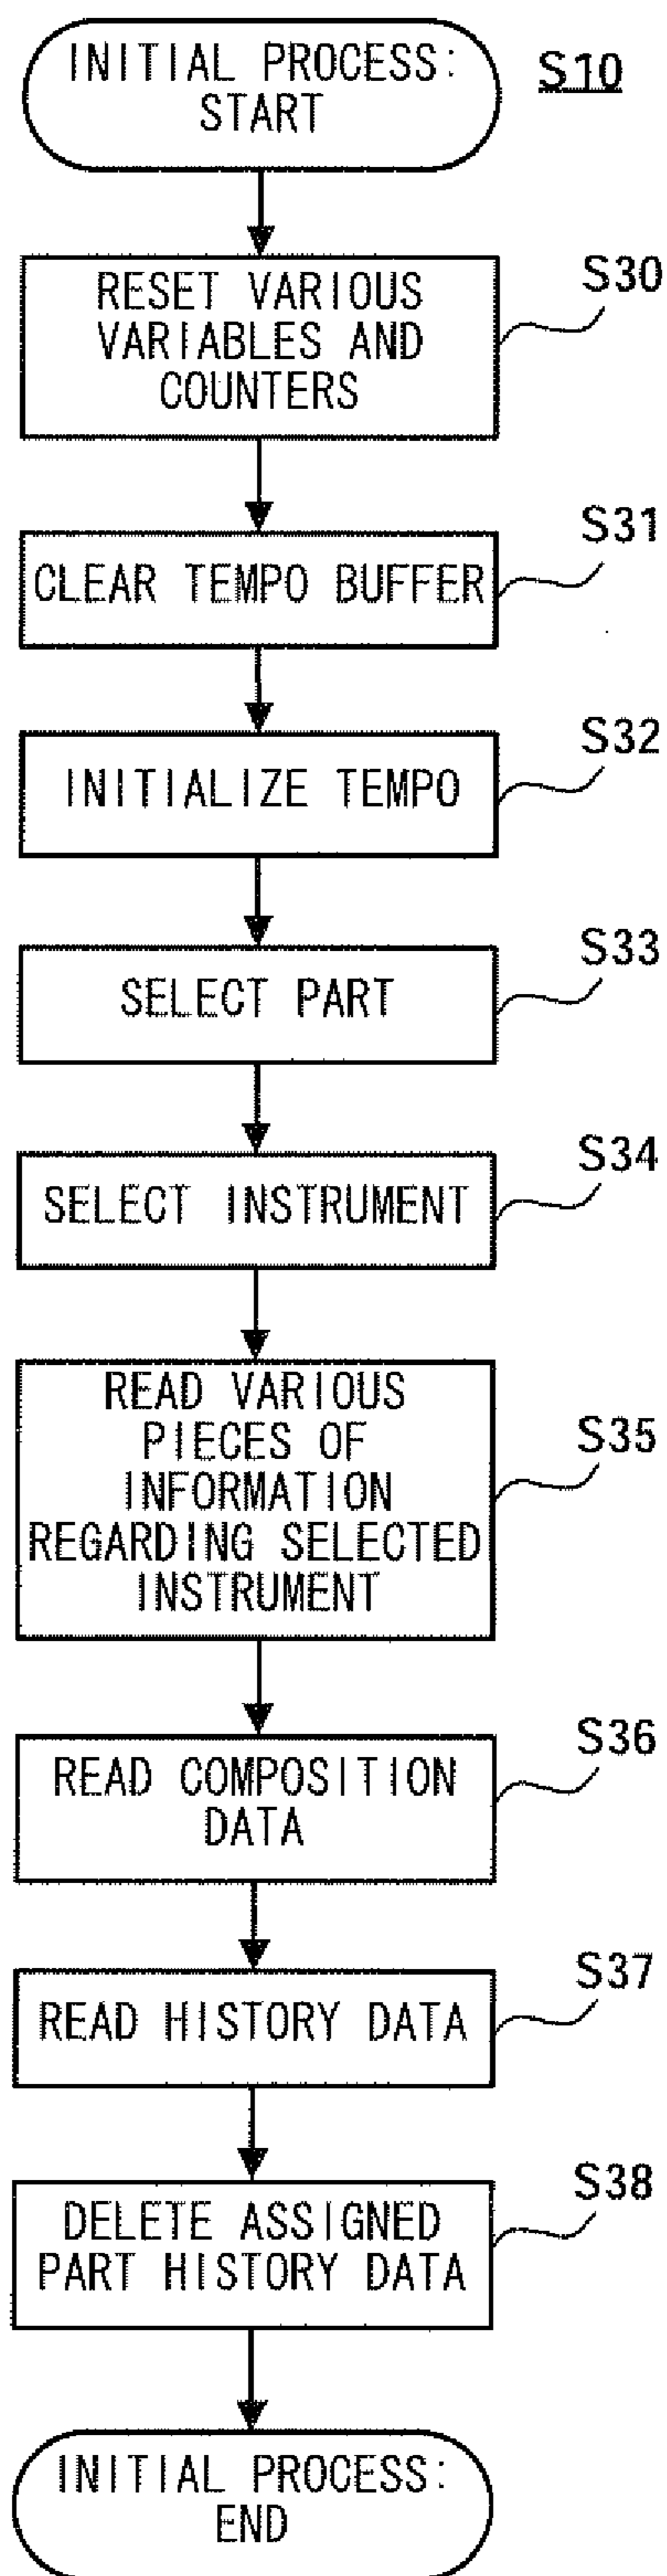 INITIAL PROCESS:
START
S10
RESET VARIOUS
VARIABLES AND
COUNTERS
S30
CLEAR TEMPO BUFFER
S31
INITIALIZE TEMPO
S32
SELECT PART
S33
SELECT INSTRUMENT
S34
READ VARIOUS
PIECES OF
INFORMATION
REGARDING SELECTED
INSTRUMENT
S35
READ COMPOSITION
DATA
S36
READ HISTORY DATA
S37
DELETE ASSIGNED
PART HISTORY DATA
S38
INITIAL PROCESS:
END